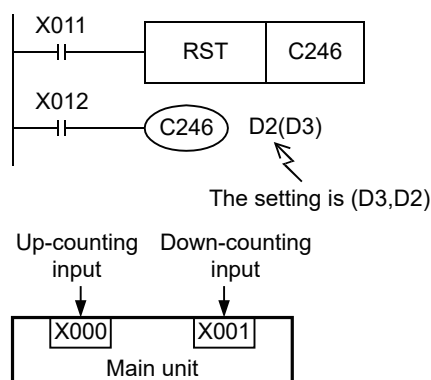 X011
RST C246
X012
C246 D2(D3)
The setting is (D3,D2)
Up-counting Down-counting
input input
X000 X001
Main unit